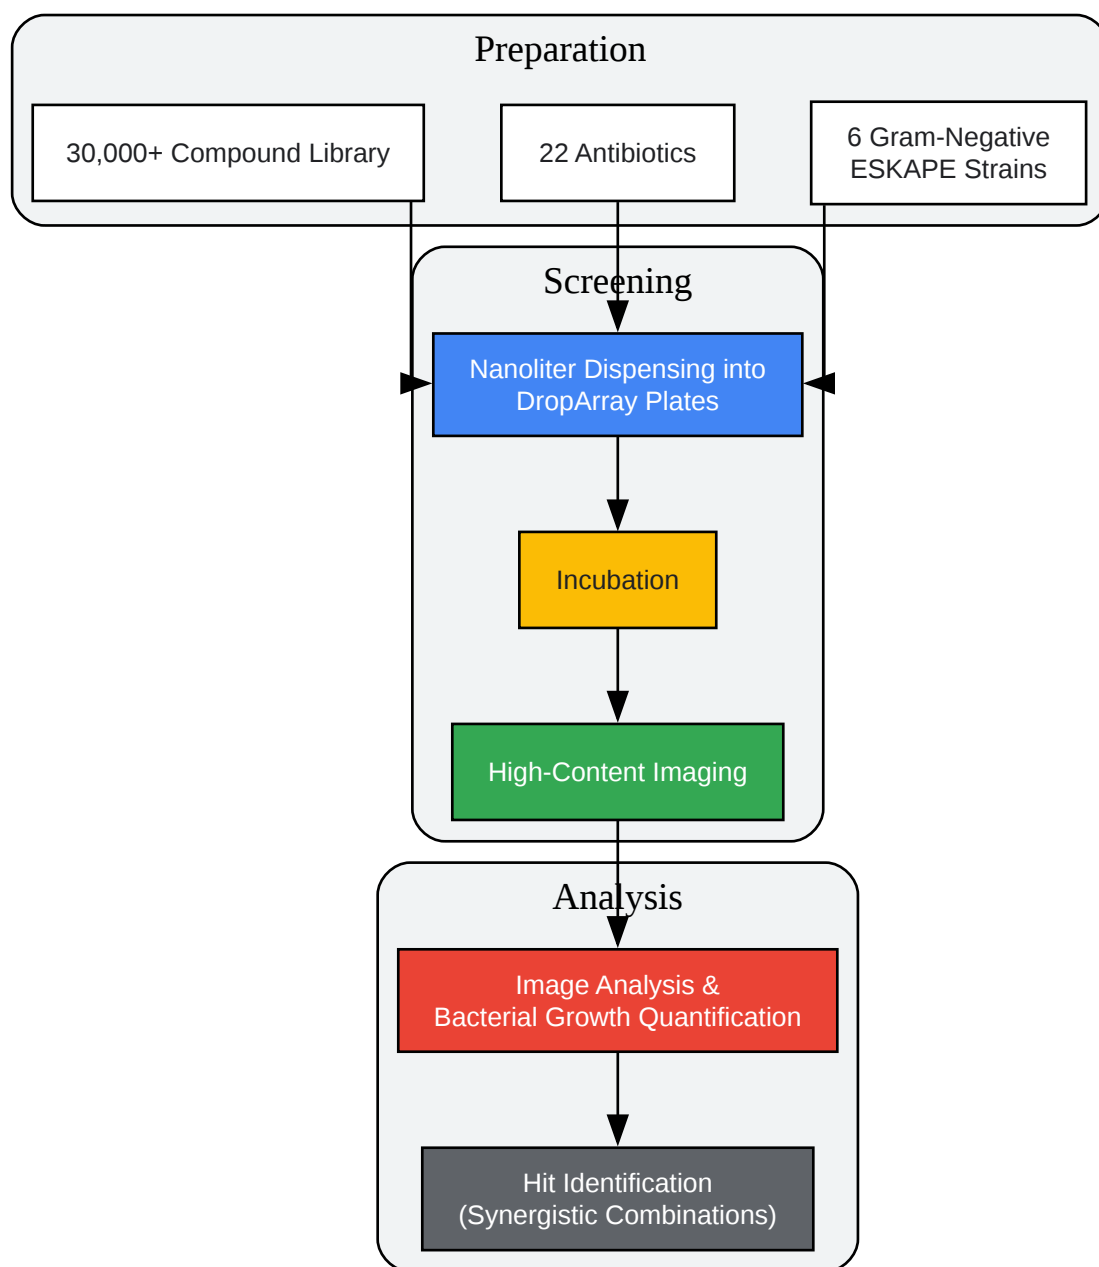 Preparation
30,000+ Compound Library
22 Antibiotics
6 Gram-Negative
ESKAPE Strains
Screening
Nanoliter Dispensing into
DropArray Plates
Incubation
High-Content Imaging
Analysis
Image Analysis &
Bacterial Growth Quantification
Hit Identification
(Synergistic Combinations)